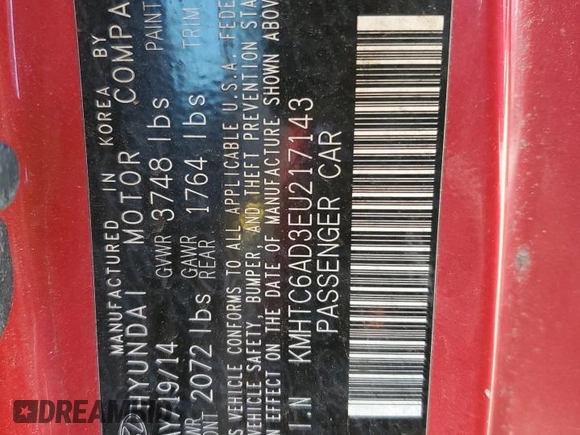 MANUFACTURED IN KOREA BY
HYUNDAI MOTOR COMPA
19/14 GVWR 3748 lbs PAINT
2072 lbs GAWR REAR 1764 lbs TRIM
VEHICLE CONFORMS TO ALL APPLICABLE U.S.A FEDE
VEHICLE SAFETY, BUMPER, AND THEFT PREVENTION STA
IN EFFECT ON THE DATE OF MANUFACTURE SHOWN ABOV
KMHTC6AD3EU217143
PASSENGER CAR
DREAM